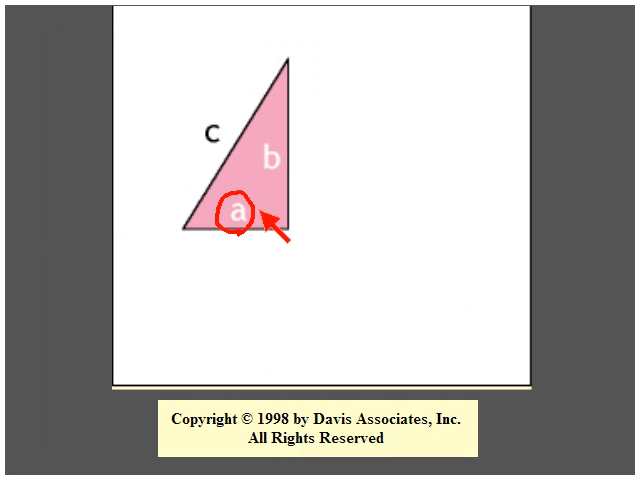 c
b
a
Copyright © 1998 by Davis Associates, Inc.
All Rights Reserved